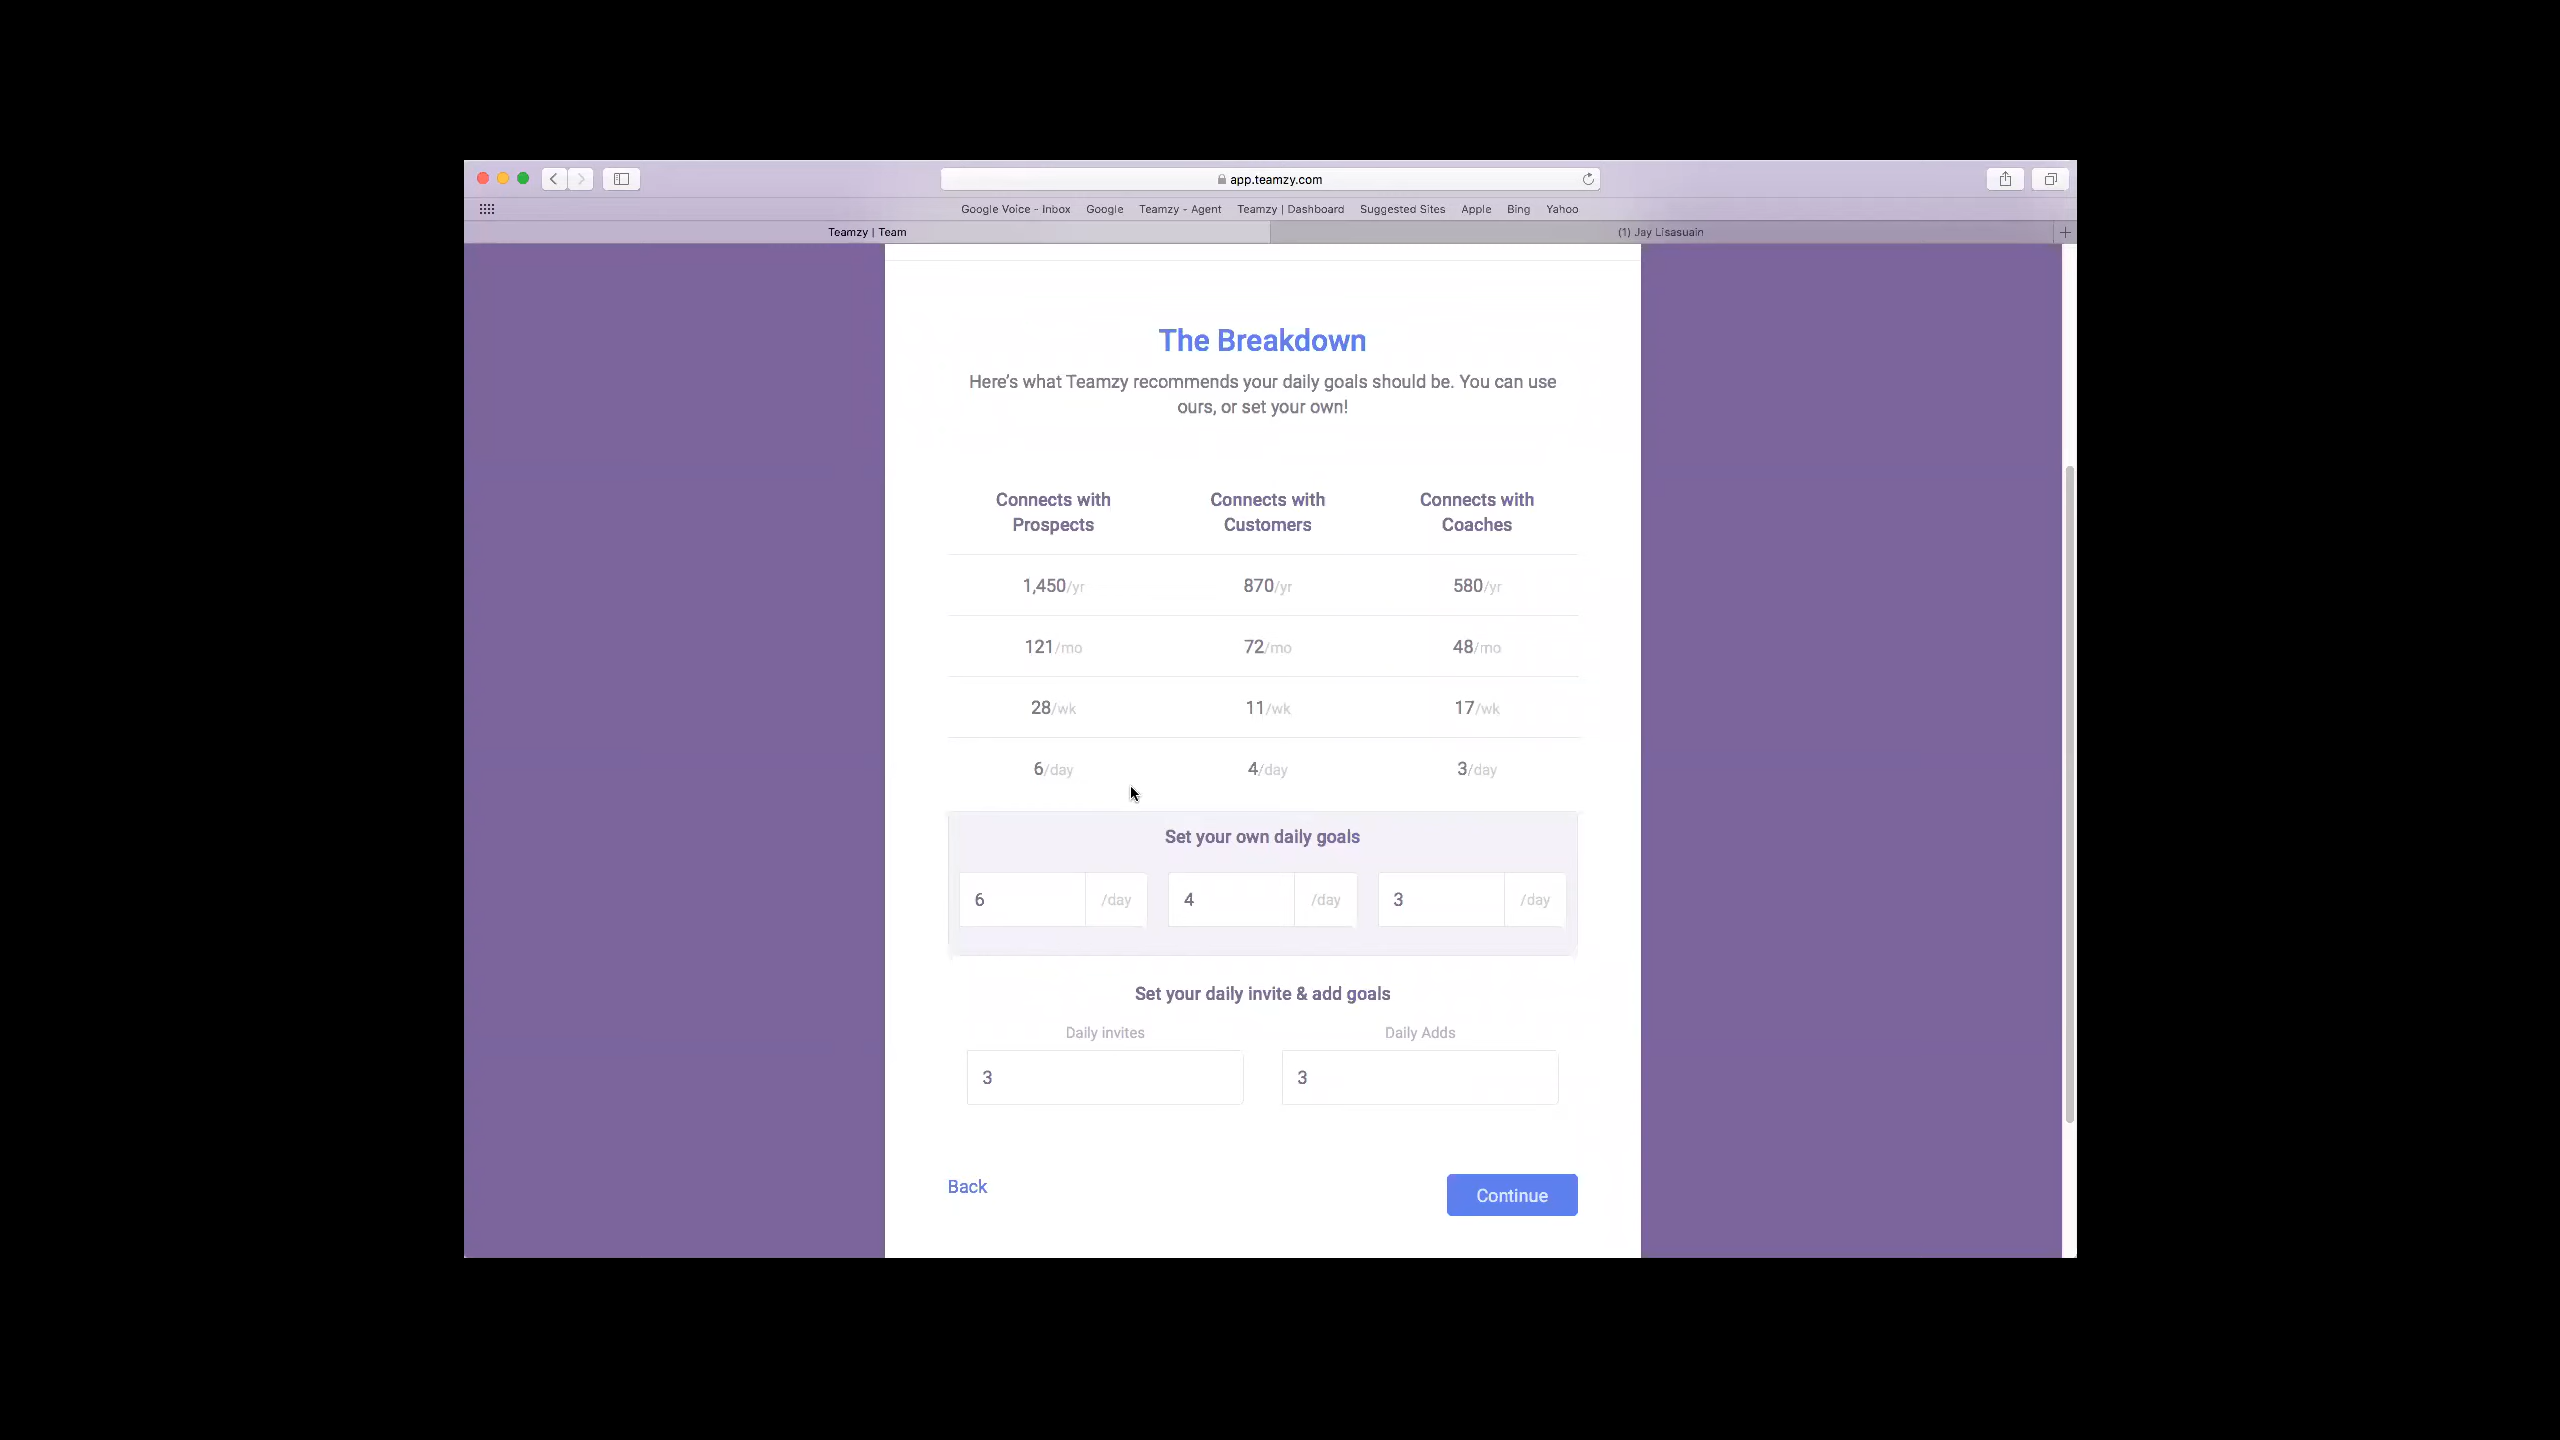 app.teamzy.com
Google Voice - Inbox Google Teamzy - Agent Teamzy | Dashboard Suggested Sites Apple Bing Yahoo
Teamzy | Team (1) Jay Lisasuain
The Breakdown
Here's what Teamzy recommends your daily goals should be. You can use
ours, or set your own!
Connects with Connects with Connects with
Prospects Customers Coaches
1,450/yr 870/yr 580/yr
121/mo 72/mo 48/mo
28/wk 11/wk 17/wk
6/day 4/day 3/day
Set your own daily goals
6 /day 4 /day 3 /day
Set your daily invite & add goals
Daily invites Daily Adds
3 3
Back Continue